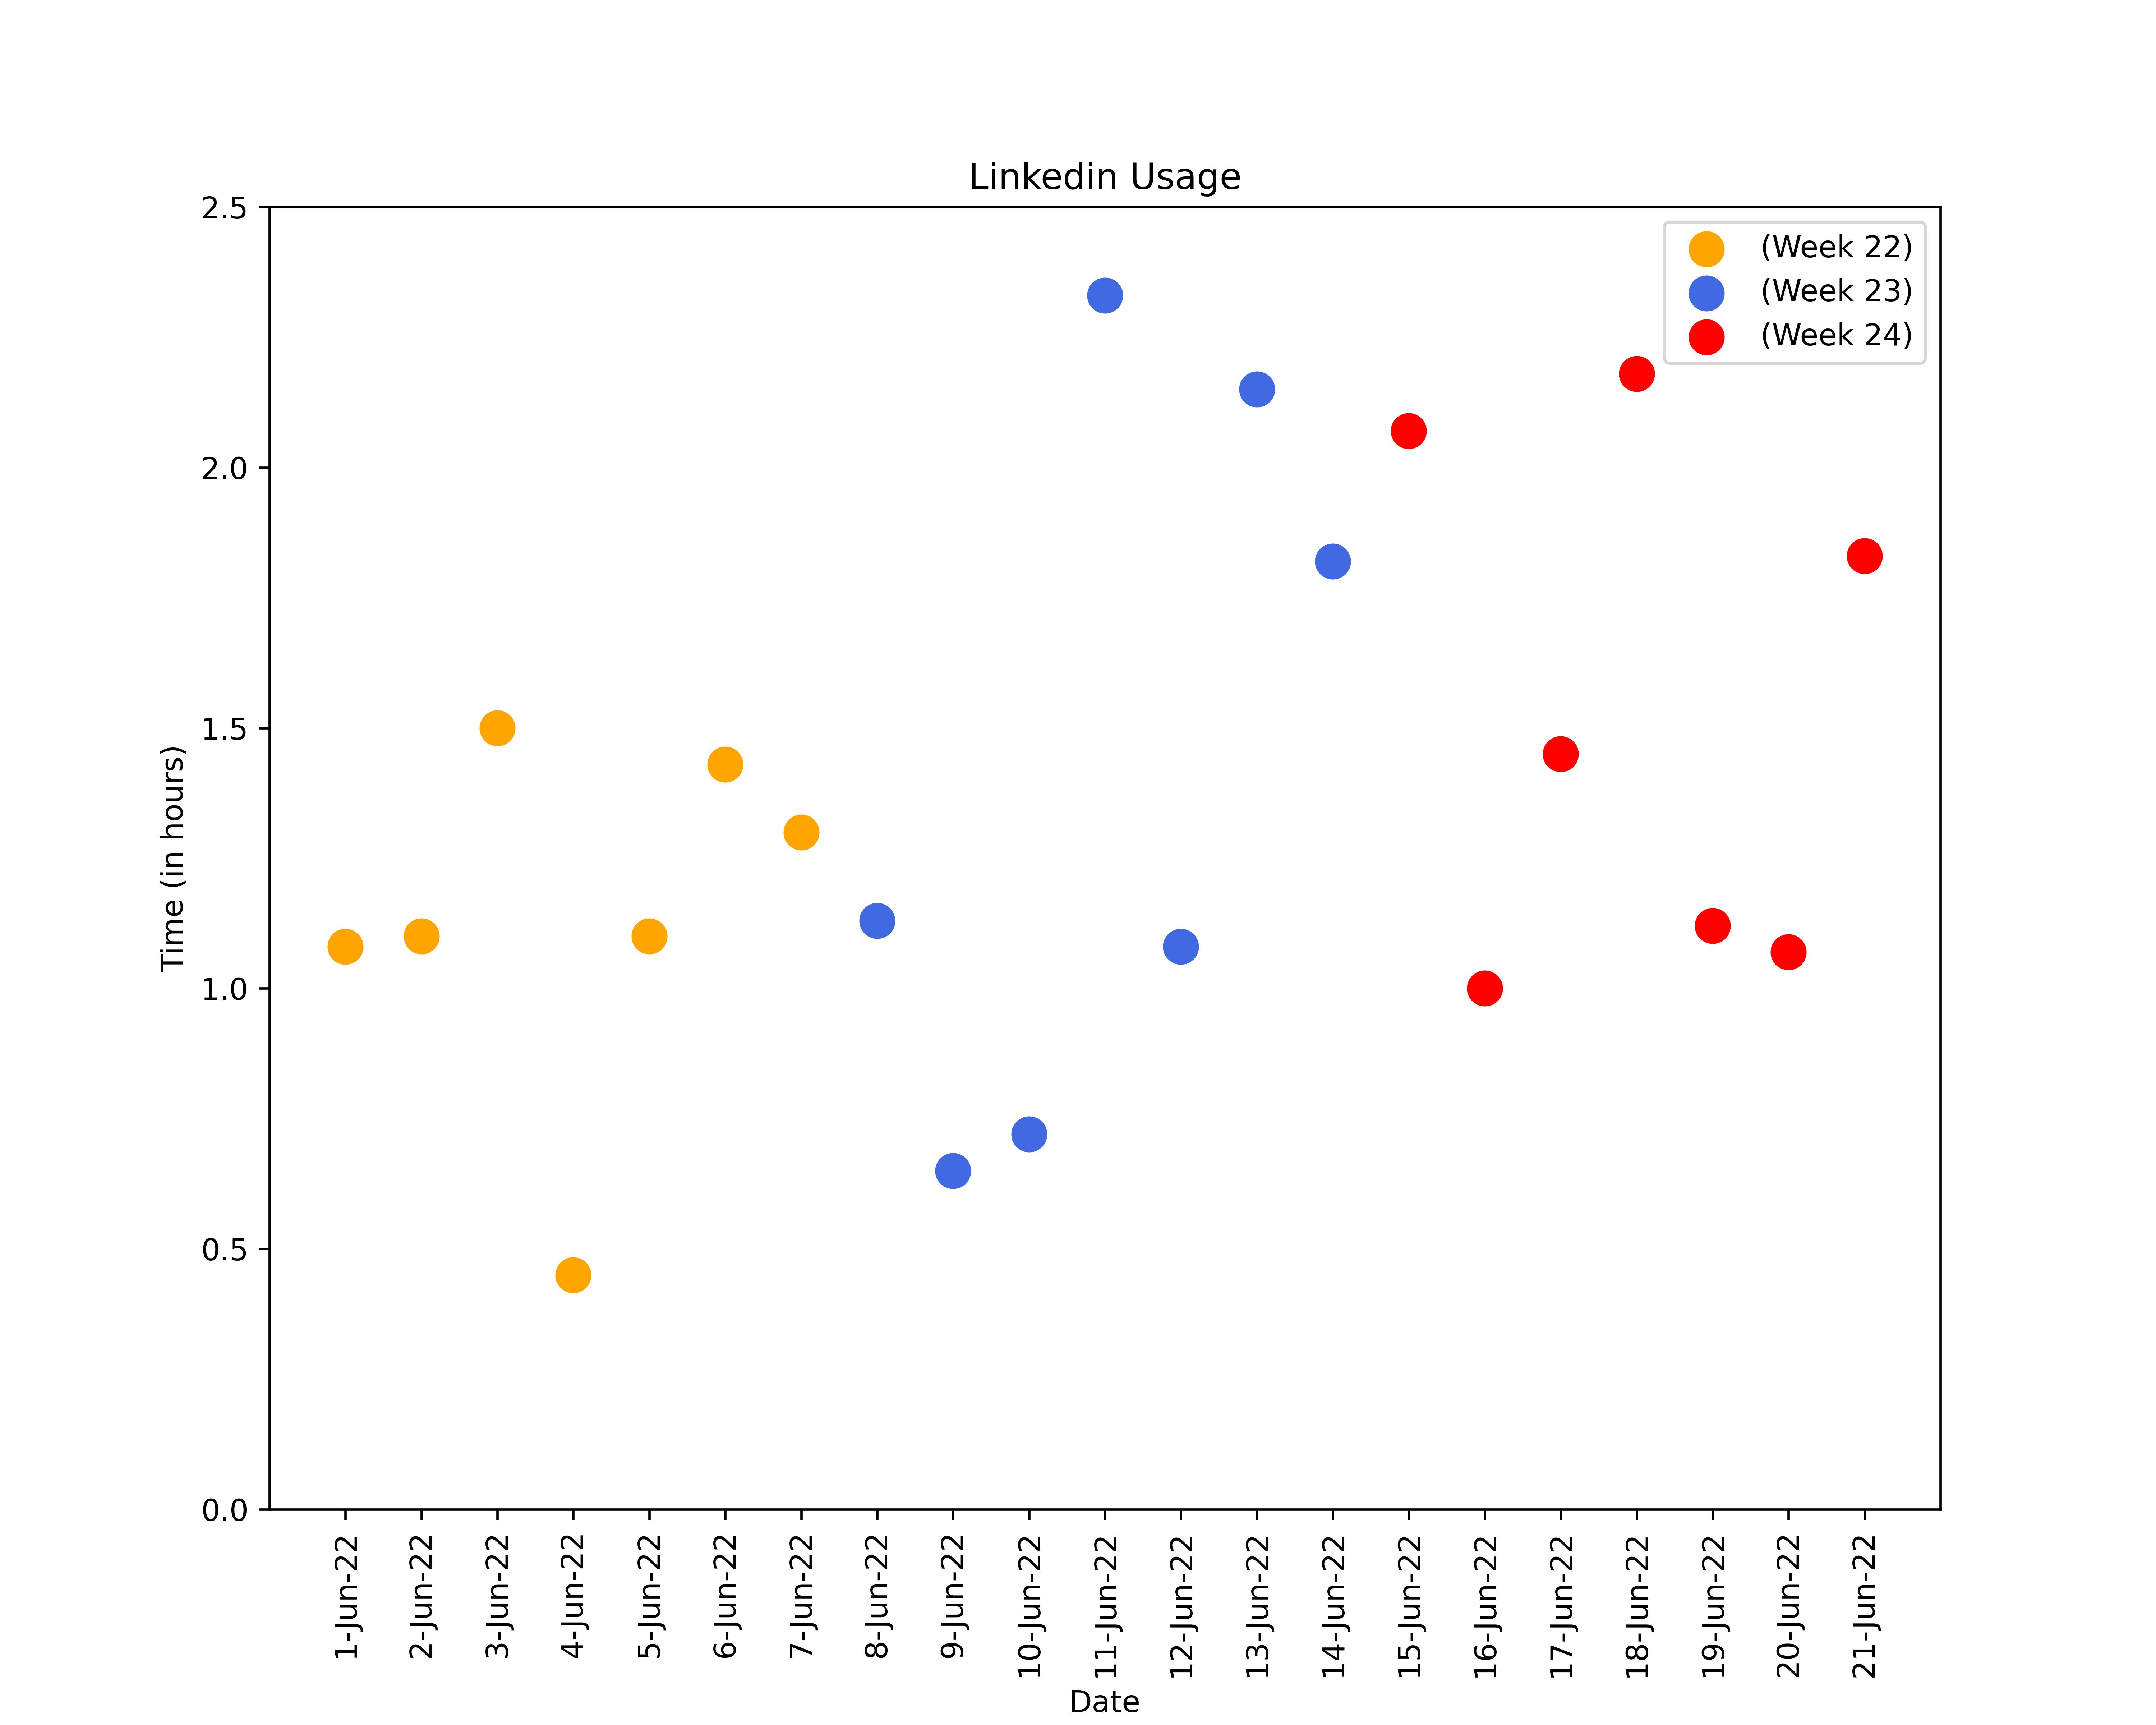 Linkedin Usage
2.5
2.0
1.5
1.0
0.5
0.0
Time (in hours)
(Week 22)
(Week 23)
(Week 24)
1-Jun-22
2-Jun-22
3-Jun-22
4-Jun-22
5-Jun-22
6-Jun-22
7-Jun-22
8-Jun-22
9-Jun-22
10-Jun-22
11-Jun-22
12-Jun-22
13-Jun-22
14-Jun-22
15-Jun-22
16-Jun-22
17-Jun-22
18-Jun-22
19-Jun-22
20-Jun-22
21-Jun-22
Date